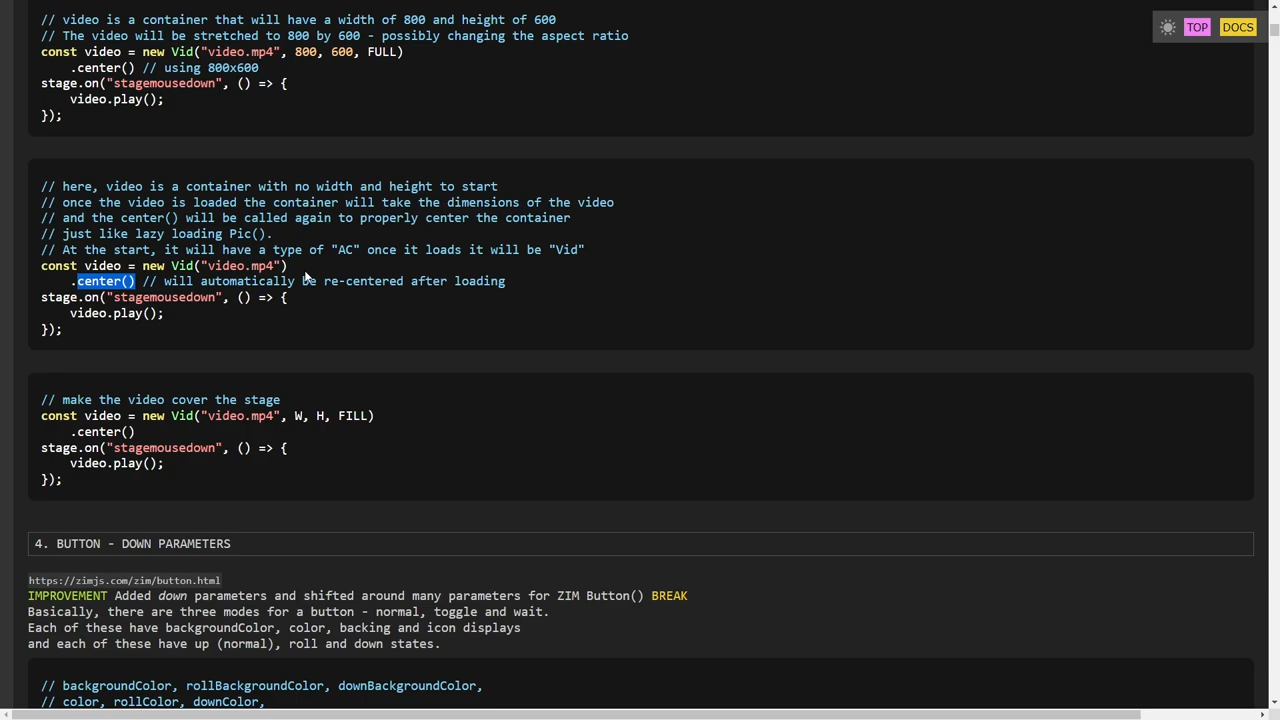 // video is a container that will have a width of 800 and height of 600
// The video will be stretched to 800 by 600 - possibly changing the aspect ratio
const video = new Vid("video.mp4", 800, 600, FULL)
    .center() // using 800x600
stage.on("stagemousedown", () => {
    video.play();
});
TOP DOCS
// here, video is a container with no width and height to start
// once the video is loaded the container will take the dimensions of the video
// and the center() will be called again to properly center the container
// just like lazy loading Pic().
// At the start, it will have a type of "AC" once it loads it will be "Vid"
const video = new Vid("video.mp4")
    .center() // will automatically be re-centered after loading
stage.on("stagemousedown", () => {
    video.play();
});
// make the video cover the stage
const video = new Vid("video.mp4", W, H, FILL)
    .center()
stage.on("stagemousedown", () => {
    video.play();
});
4. BUTTON - DOWN PARAMETERS
https://zimjs.com/zim/button.html
IMPROVEMENT Added down parameters and shifted around many parameters for ZIM Button() BREAK
Basically, there are three modes for a button - normal, toggle and wait.
Each of these have backgroundColor, color, backing and icon displays
and each of these have up (normal), roll and down states.
// backgroundColor, rollBackgroundColor, downBackgroundColor,
// color, rollColor, downColor,